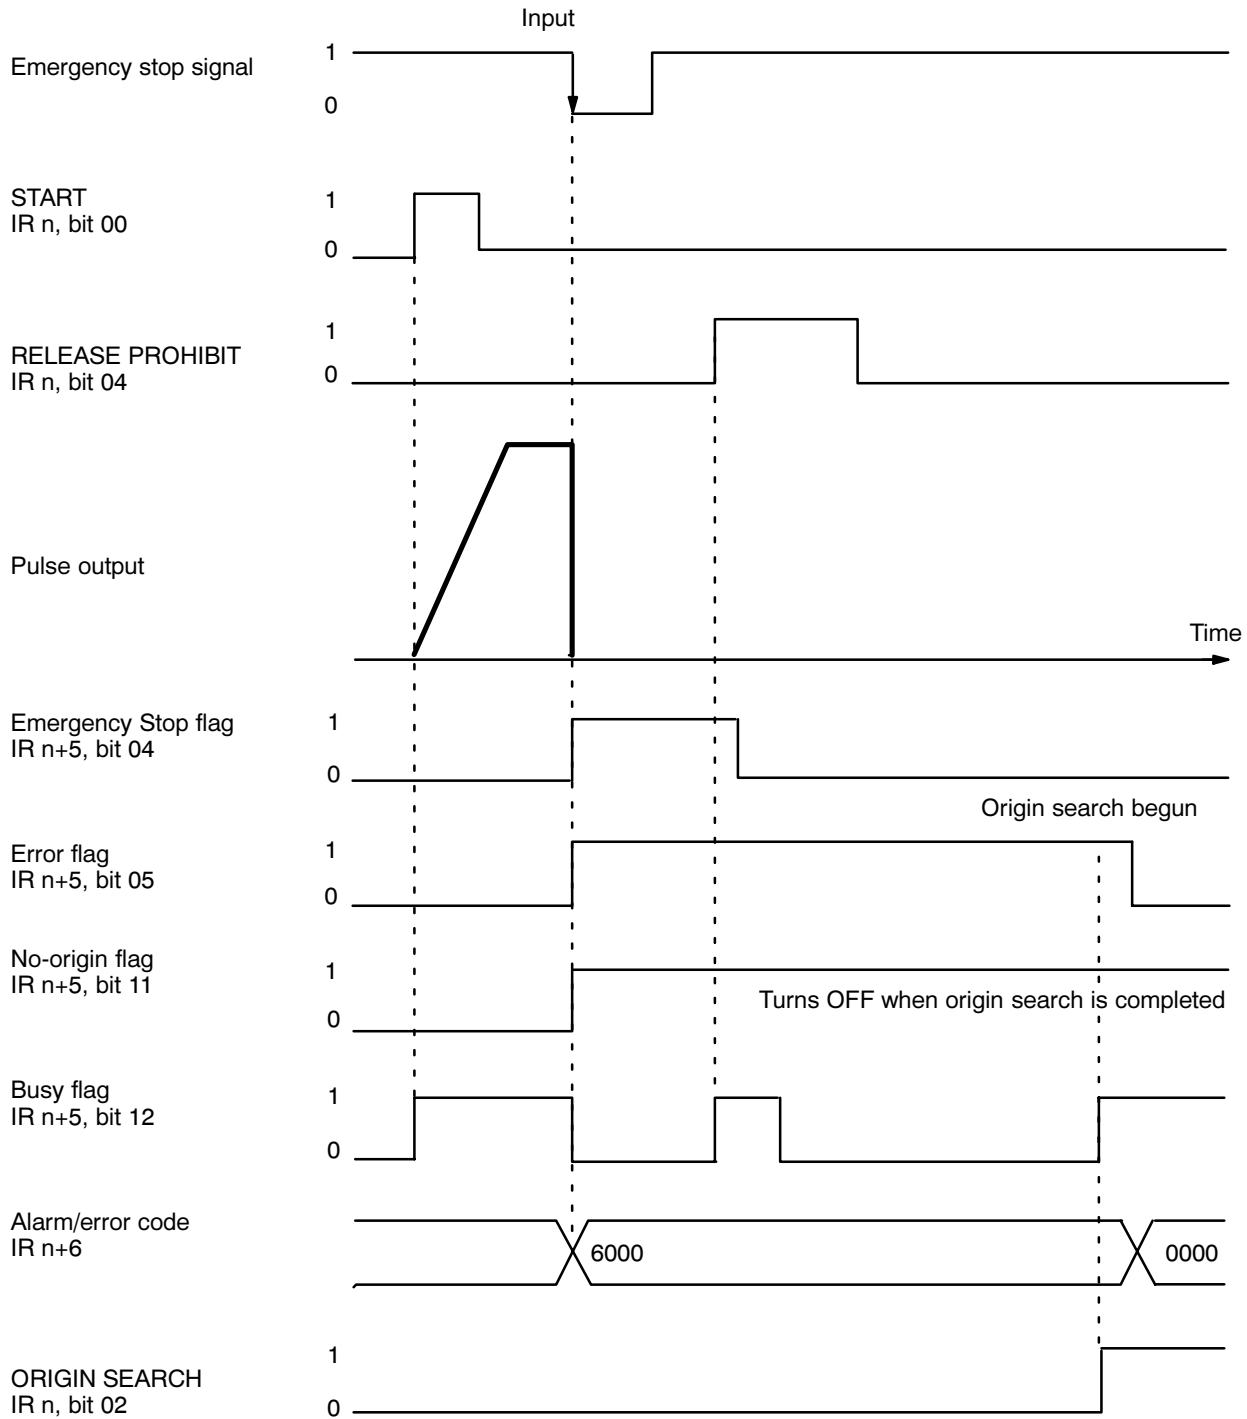 Input
Emergency stop signal
1
0
START
IR n, bit 00
1
0
RELEASE PROHIBIT
IR n, bit 04
1
0
Pulse output
Time
Emergency Stop flag
IR n+5, bit 04
1
0
Origin search begun
Error flag
IR n+5, bit 05
1
0
No-origin flag
IR n+5, bit 11
1
0
Turns OFF when origin search is completed
Busy flag
IR n+5, bit 12
1
0
Alarm/error code
IR n+6
6000
0000
ORIGIN SEARCH
IR n, bit 02
1
0